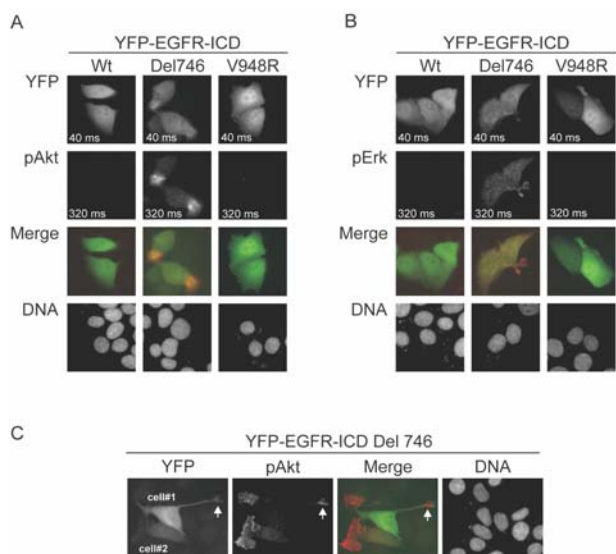 A
YFP-EGFR-ICD
Wt Del746 V948R
YFP
40 ms 40 ms 40 ms
pAkt
320 ms 320 ms 320 ms
Merge
DNA
B
YFP-EGFR-ICD
Wt Del746 V948R
YFP
40 ms 40 ms 40 ms
pErk
320 ms 320 ms 320 ms
Merge
DNA
C
YFP-EGFR-ICD Del 746
YFP pAkt Merge DNA
cell#1
cell#2